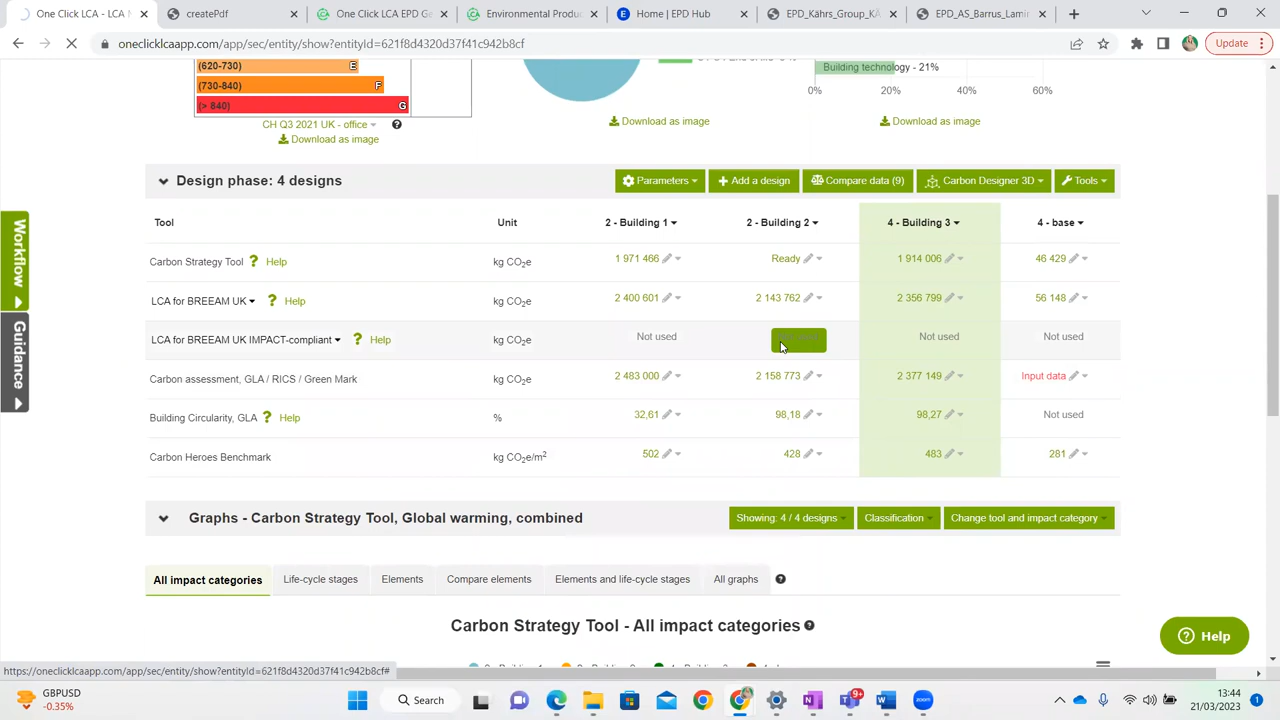 One Click LCA - M
createPdf
One Click LCA EPD Ge
Environmental Produc
Home | EPD Hub
EPD_Kährs_Group_KÄ
EPD_AS_Barrus_Lamin
oneclicklcaapp.com/app/sec/entity/show?entityId=621f8d4320d37f41c942b8cf
Update
(620-730) E
(730-840) F
(> 840) G
CH Q3 2021 UK - office
Download as image
Download as image
Building technology - 21%
0% 20% 40% 60%
Download as image
Workflow
Guidance
Design phase: 4 designs
Parameters
Add a design
Compare data (9)
Carbon Designer 3D
Tools
Tool Unit 2 - Building 1 2 - Building 2 4 - Building 3 4 - base
Carbon Strategy Tool ? Help kg CO2e 1 971 466 Ready 1 914 006 46 429
LCA for BREEAM UK ? Help kg CO2e 2 400 601 2 143 762 2 356 799 56 148
LCA for BREEAM UK IMPACT-compliant ? Help kg CO2e Not used Not used Not used
Carbon assessment, GLA / RICS / Green Mark kg CO2e 2 483 000 2 158 773 2 377 149 Input data
Building Circularity, GLA ? Help % 32,61 98,18 98,27 Not used
Carbon Heroes Benchmark kg CO2e/m2 502 428 483 281
Graphs - Carbon Strategy Tool, Global warming, combined
Showing: 4 / 4 designs
Classification
Change tool and impact category
All impact categories
Life-cycle stages
Elements
Compare elements
Elements and life-cycle stages
All graphs
Carbon Strategy Tool - All impact categories
Help
https://oneclicklcaapp.com/app/sec/entity/show?entityId=621f8d4320d37f41c942b8cf#
GBPUSD
-0.35%
Search
9+
13:44
21/03/2023
1